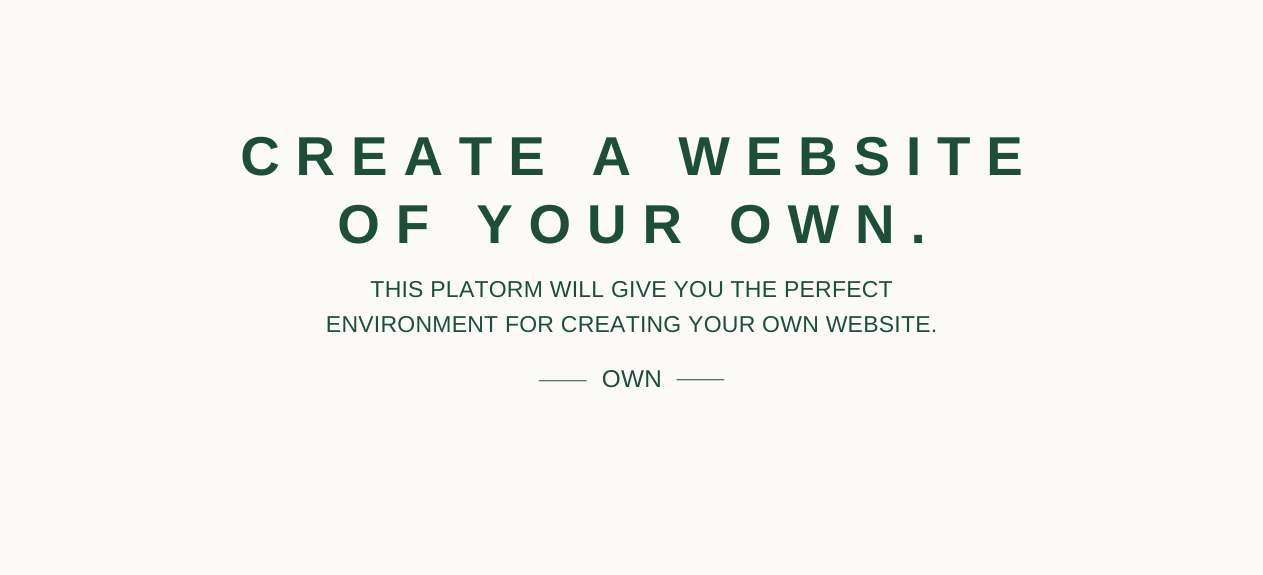 CREATE A WEBSITE
OF YOUR OWN.
THIS PLATORM WILL GIVE YOU THE PERFECT
ENVIRONMENT FOR CREATING YOUR OWN WEBSITE.
OWN